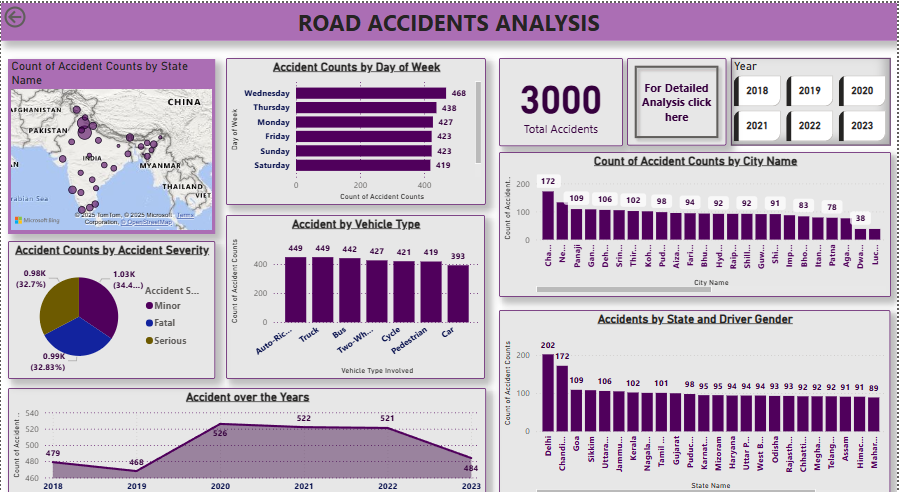 ROAD ACCIDENTS ANALYSIS
Count of Accident Counts by State
Name
CHINA
AFGHANISTAN
PAKISTAN
INDIA
MYANMAR
THAILAND
VIET
rabian Sea
© 2025 TomTom, © 2025 Microsoft
Corporation, © OpenStreetMap
Terms
Microsoft Bing
Accident Counts by Day of Week
Day of Week
Wednesday 468
Thursday 438
Monday 427
Friday 423
Sunday 423
Saturday 419
0 200 400
Count of Accident Counts
3000
Total Accidents
For Detailed
Analysis click
here
Year
2018 2019 2020
2021 2022 2023
Count of Accident Counts by City Name
Count of Accident...
200
100
0
172 109 106 102 98 94 92 92 91 83 78 38
Cha... Ne... Panaji Gan... Deh... Srin... Thir... Koh... Pud... Aiza... Fari... Bhu... Hyd... Raip... Shill... Guw... Shi... Imp... Bho... Itan... Patna Aga... Dwa... Luc...
City Name
Accident Counts by Accident Severity
0.98K
(32.7%)
1.03K
(34.4...)
0.99K
(32.83%)
Accident S...
Minor
Fatal
Serious
Accident by Vehicle Type
Count of Accident Counts
400
200
0
449 449 442 427 421 419 393
Auto-Ric... Truck Bus Two-Wh... Cycle Pedestrian Car
Vehicle Type Involved
Accidents by State and Driver Gender
Count of Accident Counts
200
100
0
202 172 109 106 102 101 98 95 95 94 94 94 93 93 92 92 92 91 91 89
Delhi Chandi... Goa Sikkim Uttara... Jammu... Kerala Nagala... Tamil ... Gujarat Puduc... Karnat... Mizoram Haryana Uttar P... West B... Odisha Rajasth... Chhatti... Megha... Telang... Assam Himac... Mahar...
State Name
Accident over the Years
Count of Accident...
540
520
500
480
460
479 468 526 522 521 484
2018 2019 2020 2021 2022 2023